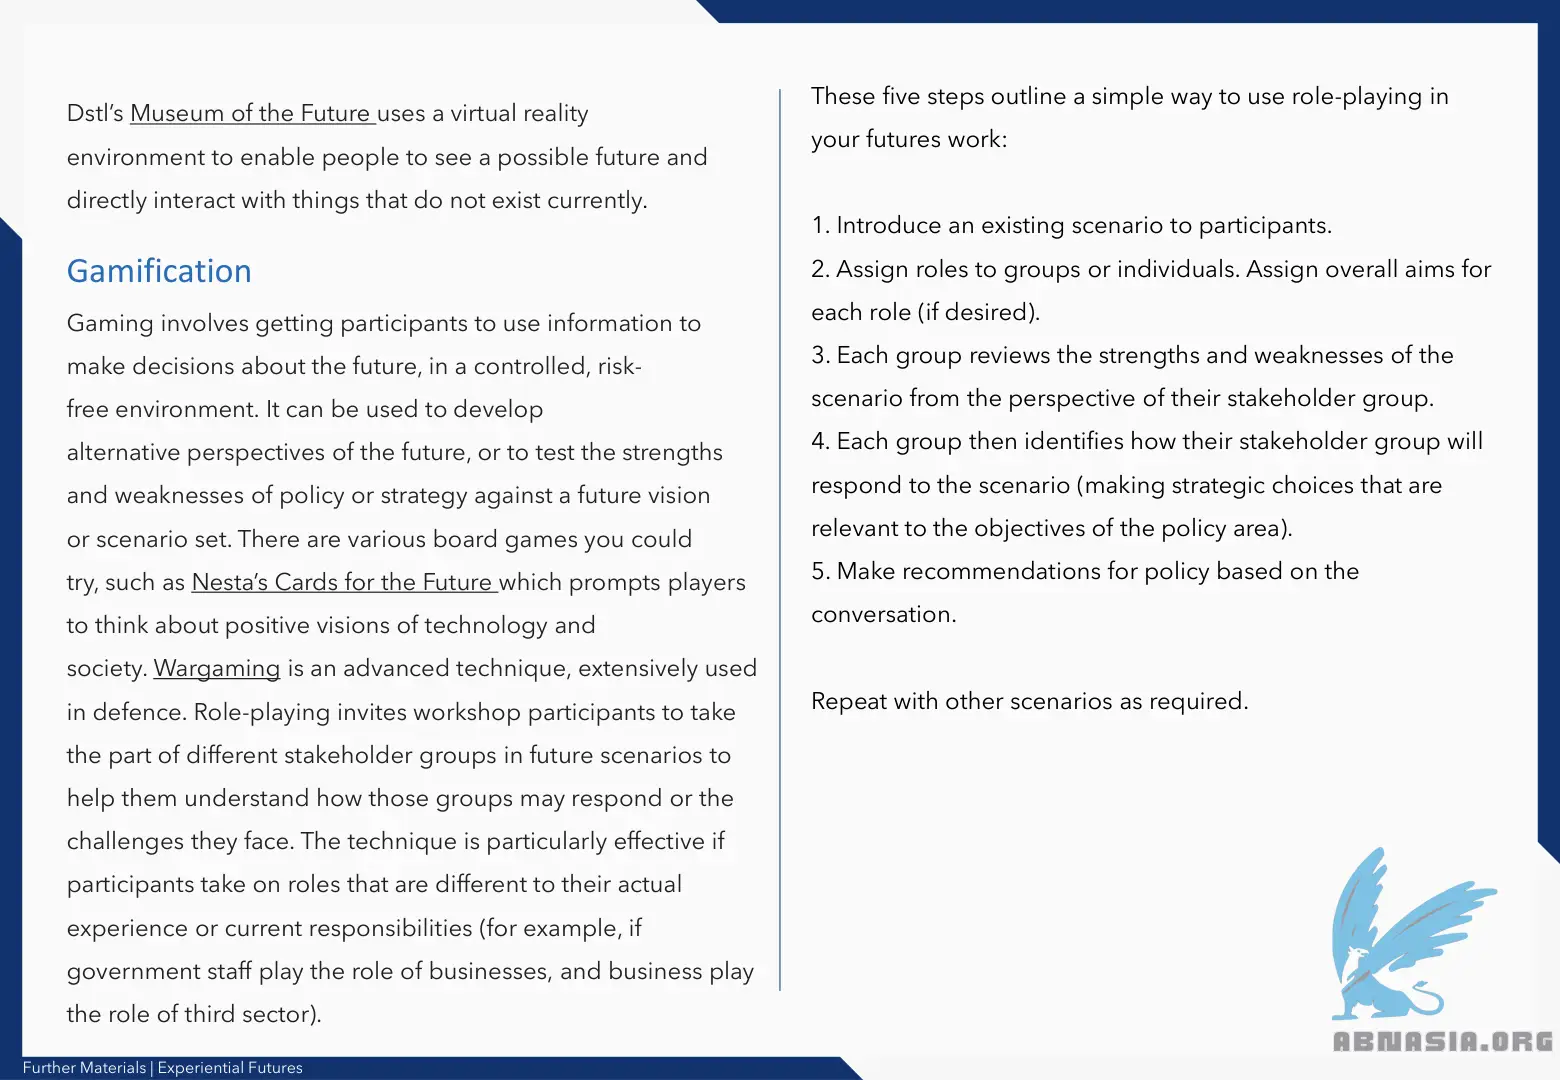 Dstl’s Museum of the Future uses a virtual reality
environment to enable people to see a possible future and
directly interact with things that do not exist currently.
Gamification
Gaming involves getting participants to use information to
make decisions about the future, in a controlled, risk-
free environment. It can be used to develop
alternative perspectives of the future, or to test the strengths
and weaknesses of policy or strategy against a future vision
or scenario set. There are various board games you could
try, such as Nesta’s Cards for the Future which prompts players
to think about positive visions of technology and
society. Wargaming is an advanced technique, extensively used
in defence. Role-playing invites workshop participants to take
the part of different stakeholder groups in future scenarios to
help them understand how those groups may respond or the
challenges they face. The technique is particularly effective if
participants take on roles that are different to their actual
experience or current responsibilities (for example, if
government staff play the role of businesses, and business play
the role of third sector).
These five steps outline a simple way to use role-playing in
your futures work:
1. Introduce an existing scenario to participants.
2. Assign roles to groups or individuals. Assign overall aims for
each role (if desired).
3. Each group reviews the strengths and weaknesses of the
scenario from the perspective of their stakeholder group.
4. Each group then identifies how their stakeholder group will
respond to the scenario (making strategic choices that are
relevant to the objectives of the policy area).
5. Make recommendations for policy based on the
conversation.
Repeat with other scenarios as required.
ABNASIA.ORG
Further Materials | Experiential Futures